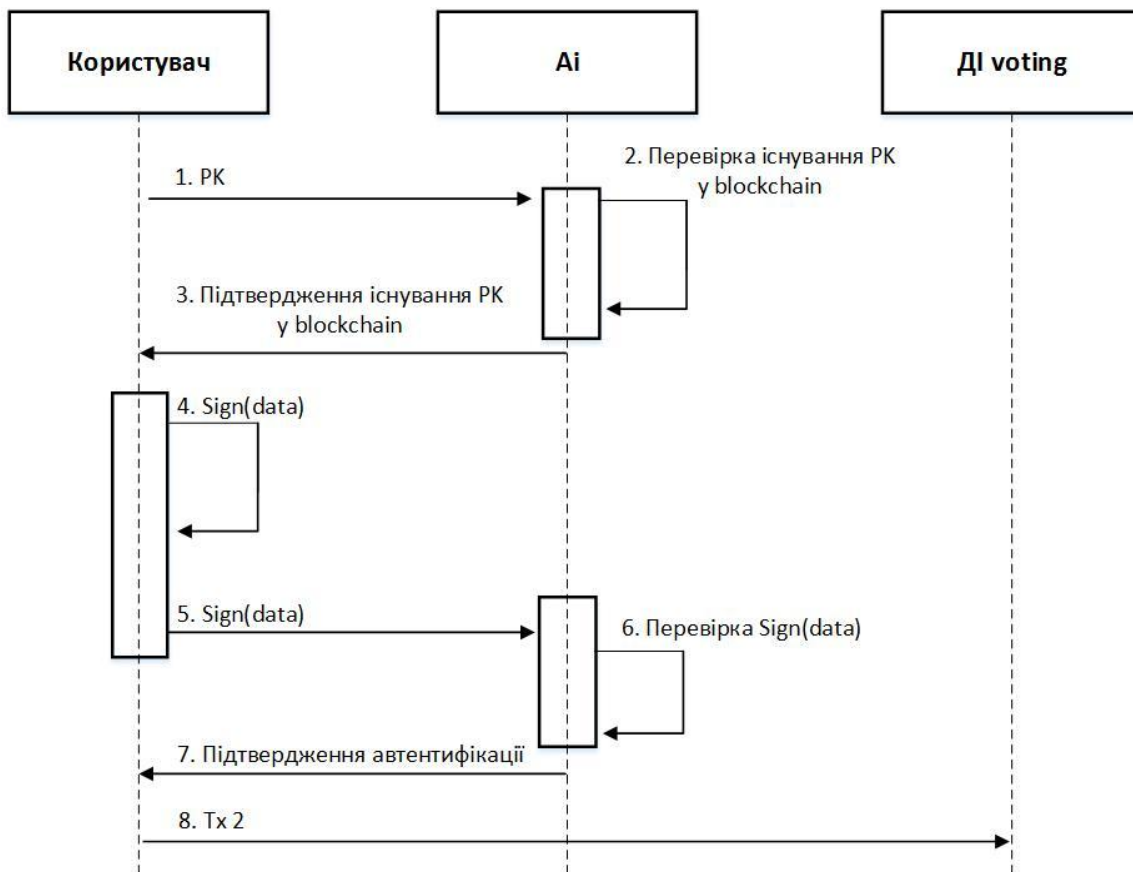 Користувач
Ai
ДІ voting
1. PK
2. Перевірка існування PK
у blockchain
3. Підтвердження існування PK
у blockchain
4. Sign(data)
5. Sign(data)
6. Перевірка Sign(data)
7. Підтвердження автентифікації
8. Tx 2